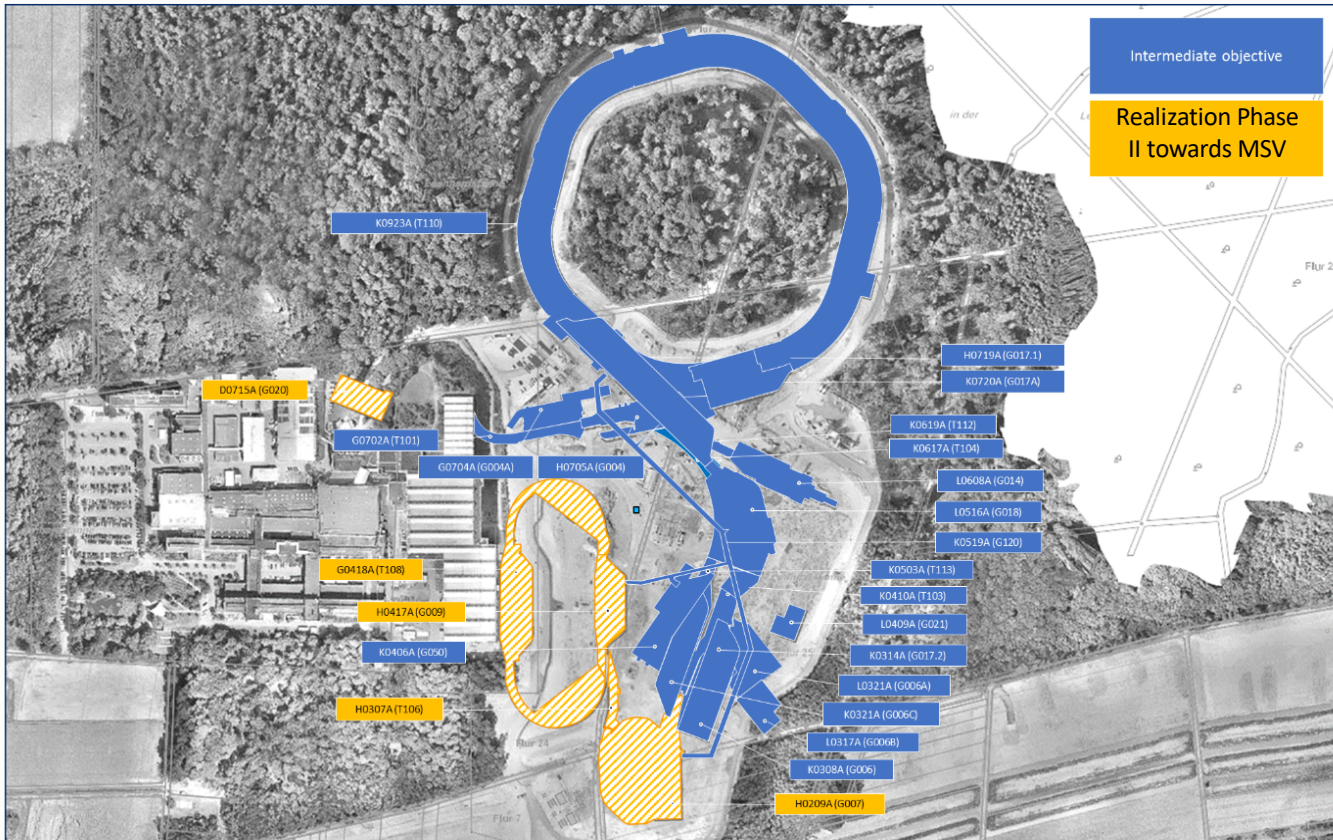 Flur 24
Intermediate objective
Realization Phase
II towards MSV
in der
K0923A (T110)
H0719A (G017.1)
K0720A (G017A)
D0715A (G020)
G0702A (T101)
K0619A (T112)
K0617A (T104)
G0704A (G004A)
H0705A (G004)
L0608A (G014)
L0516A (G018)
K0519A (G120)
G0418A (T108)
K0503A (T113)
K0410A (T103)
H0417A (G009)
L0409A (G021)
K0406A (G050)
K0314A (G017.2)
L0321A (G006A)
H0307A (T106)
K0321A (G006C)
L0317A (G006B)
Flur 24
K0308A (G006)
H0209A (G007)
Flur 7